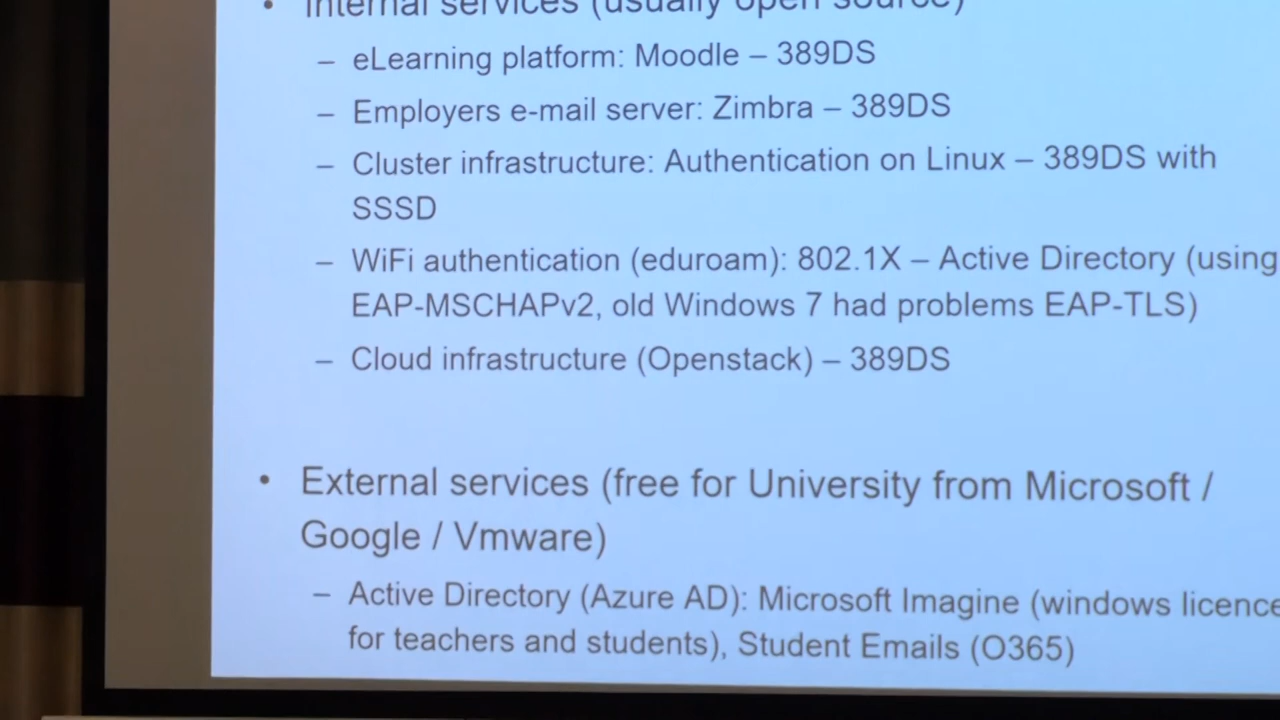 • Internal services (usually open source)
– eLearning platform: Moodle – 389DS
– Employers e-mail server: Zimbra – 389DS
– Cluster infrastructure: Authentication on Linux – 389DS with
SSSD
– WiFi authentication (eduroam): 802.1X – Active Directory (using
EAP-MSCHAPv2, old Windows 7 had problems EAP-TLS)
– Cloud infrastructure (Openstack) – 389DS
• External services (free for University from Microsoft /
Google / Vmware)
– Active Directory (Azure AD): Microsoft Imagine (windows licence
for teachers and students), Student Emails (O365)